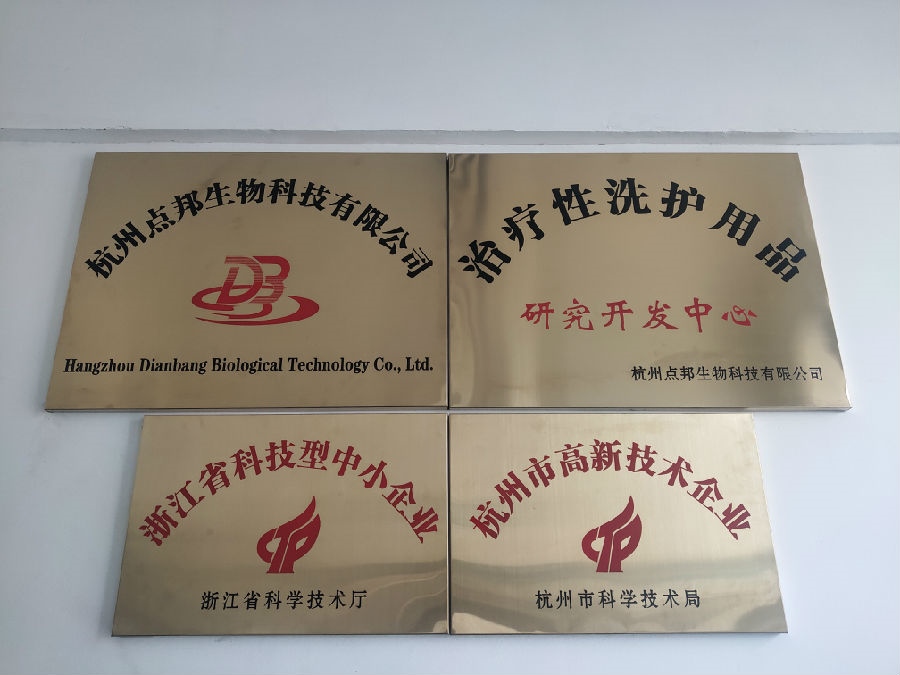 杭州点邦生物科技有限公司
DB
Hangzhou Dianbang Biological Technology Co., Ltd.
治疗性洗护用品
研究开发中心
杭州点邦生物科技有限公司
浙江省科技型中小企业
浙江省科学技术厅
杭州市高新技术企业
杭州市科学技术局